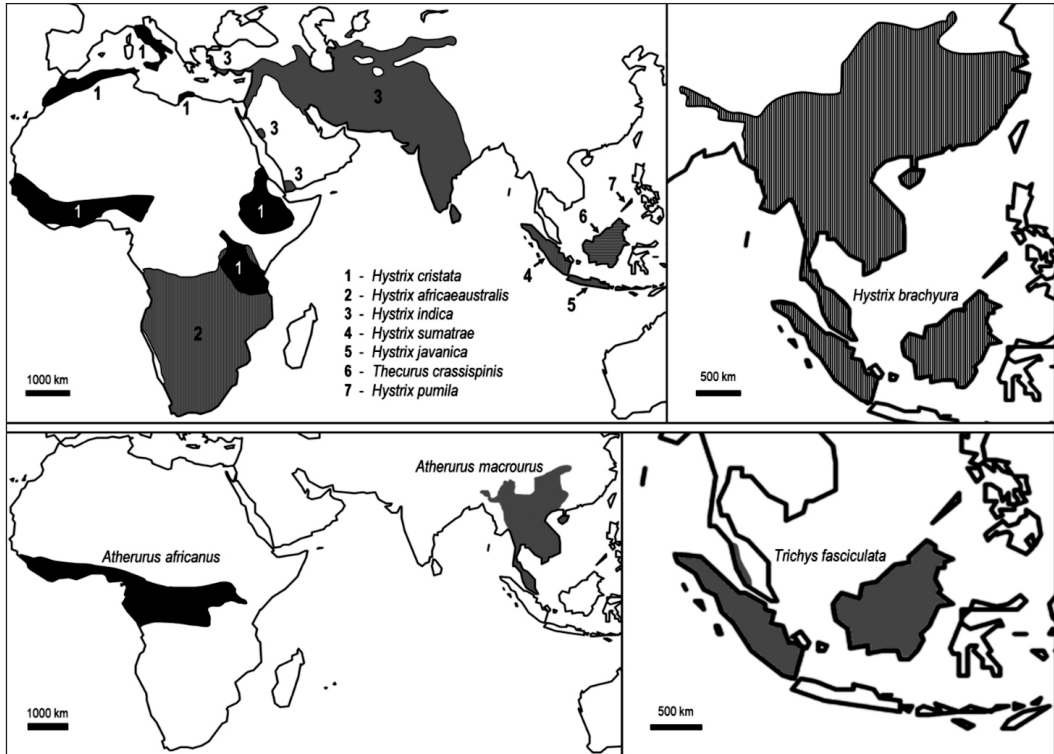 1
3
1
1
3
3
3
7
1
1
6
1
4
5
2
1 - Hystrix cristata
2 - Hystrix africaeaustralis
3 - Hystrix indica
4 - Hystrix sumatrae
5 - Hystrix javanica
6 - Thecurus crassispinis
7 - Hystrix pumila
1000 km
Hystrix brachyura
500 km
Atherurus macrourus
Atherurus africanus
1000 km
Trichys fasciculata
500 km